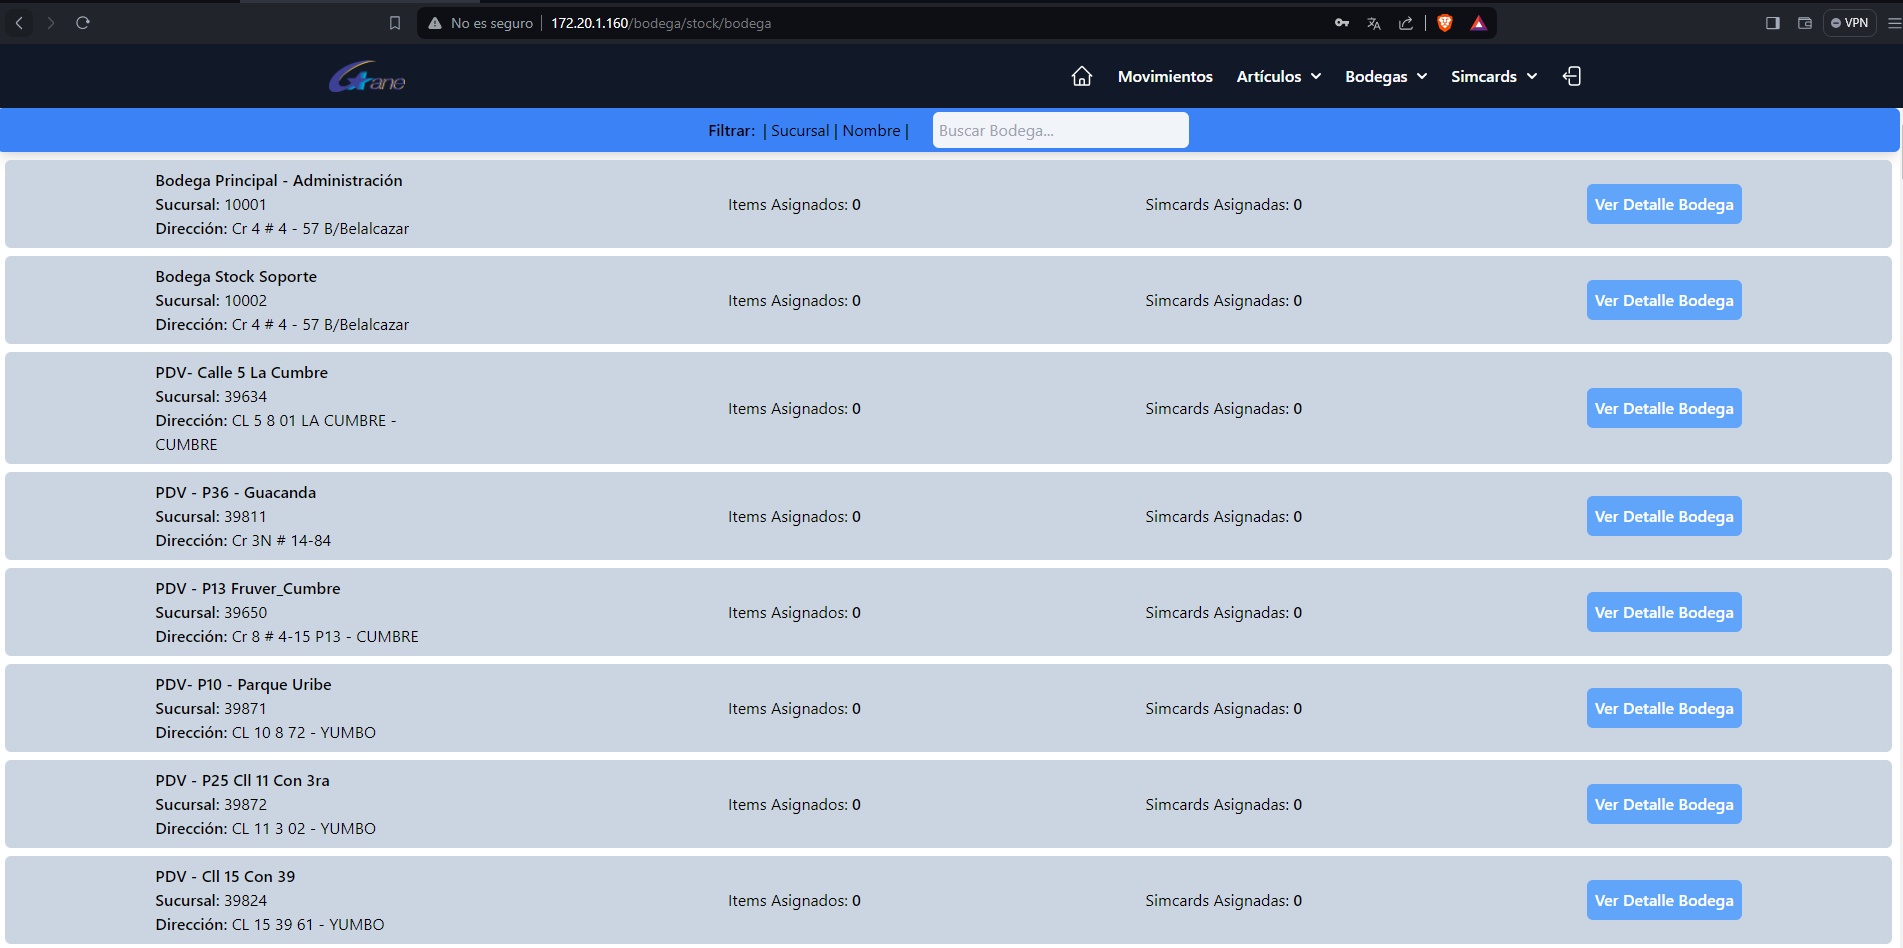 No es seguro 172.20.1.160/bodega/stock/bodega VPN
Grane Movimientos Artículos Bodegas Simcards
Filtrar: | Sucursal | Nombre | Buscar Bodega...
Bodega Principal - Administración
Sucursal: 10001
Dirección: Cr 4 # 4 - 57 B/Belalcazar
Items Asignados: 0
Simcards Asignadas: 0
Ver Detalle Bodega
Bodega Stock Soporte
Sucursal: 10002
Dirección: Cr 4 # 4 - 57 B/Belalcazar
Items Asignados: 0
Simcards Asignadas: 0
Ver Detalle Bodega
PDV- Calle 5 La Cumbre
Sucursal: 39634
Dirección: CL 5 8 01 LA CUMBRE -
CUMBRE
Items Asignados: 0
Simcards Asignadas: 0
Ver Detalle Bodega
PDV - P36 - Guacanda
Sucursal: 39811
Dirección: Cr 3N # 14-84
Items Asignados: 0
Simcards Asignadas: 0
Ver Detalle Bodega
PDV - P13 Fruver_Cumbre
Sucursal: 39650
Dirección: Cr 8 # 4-15 P13 - CUMBRE
Items Asignados: 0
Simcards Asignadas: 0
Ver Detalle Bodega
PDV- P10 - Parque Uribe
Sucursal: 39871
Dirección: CL 10 8 72 - YUMBO
Items Asignados: 0
Simcards Asignadas: 0
Ver Detalle Bodega
PDV - P25 Cll 11 Con 3ra
Sucursal: 39872
Dirección: CL 11 3 02 - YUMBO
Items Asignados: 0
Simcards Asignadas: 0
Ver Detalle Bodega
PDV - Cll 15 Con 39
Sucursal: 39824
Dirección: CL 15 39 61 - YUMBO
Items Asignados: 0
Simcards Asignadas: 0
Ver Detalle Bodega